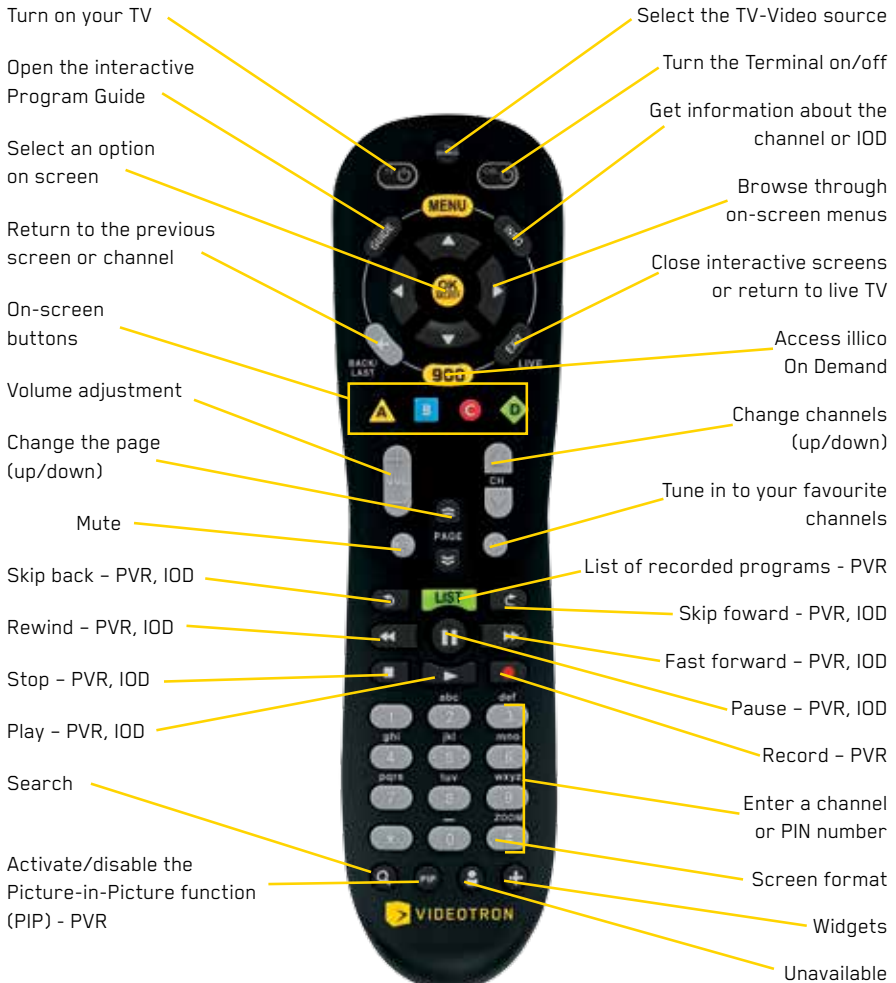 Turn on your TV
Open the interactive
Program Guide
Select an option
on screen
Return to the previous
screen or channel
On-screen
buttons
Volume adjustment
Change the page
(up/down)
Mute
Skip back – PVR, IOD
Rewind – PVR, IOD
Stop – PVR, IOD
Play – PVR, IOD
Search
Activate/disable the
Picture-in-Picture function
(PIP) - PVR
Select the TV-Video source
Turn the Terminal on/off
Get information about the
channel or IOD
Browse through
on-screen menus
Close interactive screens
or return to live TV
Access illico
On Demand
Change channels
(up/down)
Tune in to your favourite
channels
List of recorded programs - PVR
Skip foward - PVR, IOD
Fast forward – PVR, IOD
Pause – PVR, IOD
Record – PVR
Enter a channel
or PIN number
Screen format
Widgets
Unavailable
MENU
GUIDE
INFO
OK
BACK/
LAST
LIVE
900
A B C D
VOL
CH
PAGE
LIST
abc def
1 2 3
ghi jkl mno
4 5 6
pqrs tuv wxyz
7 8 9
ZOOM
0
PIP
VIDEOTRON